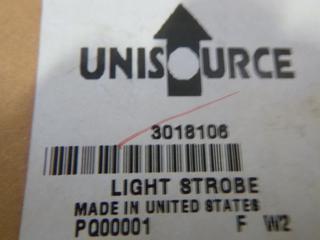 UNISOURCE
3018106
LIGHT STROBE
MADE IN UNITED STATES
PQ00001 F W2